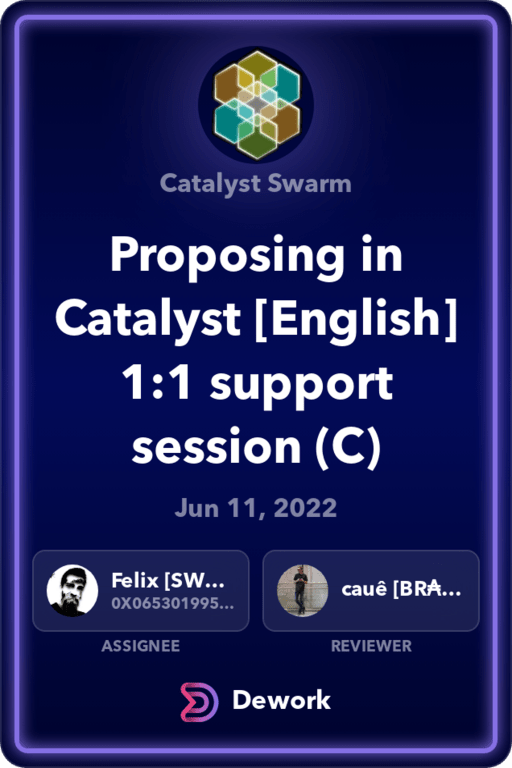 Catalyst Swarm
Proposing in
Catalyst [English]
1:1 support
session (C)
Jun 11, 2022
Felix [SW...
0X065301995...
cauê [BR₳...
ASSIGNEE
REVIEWER
Dework